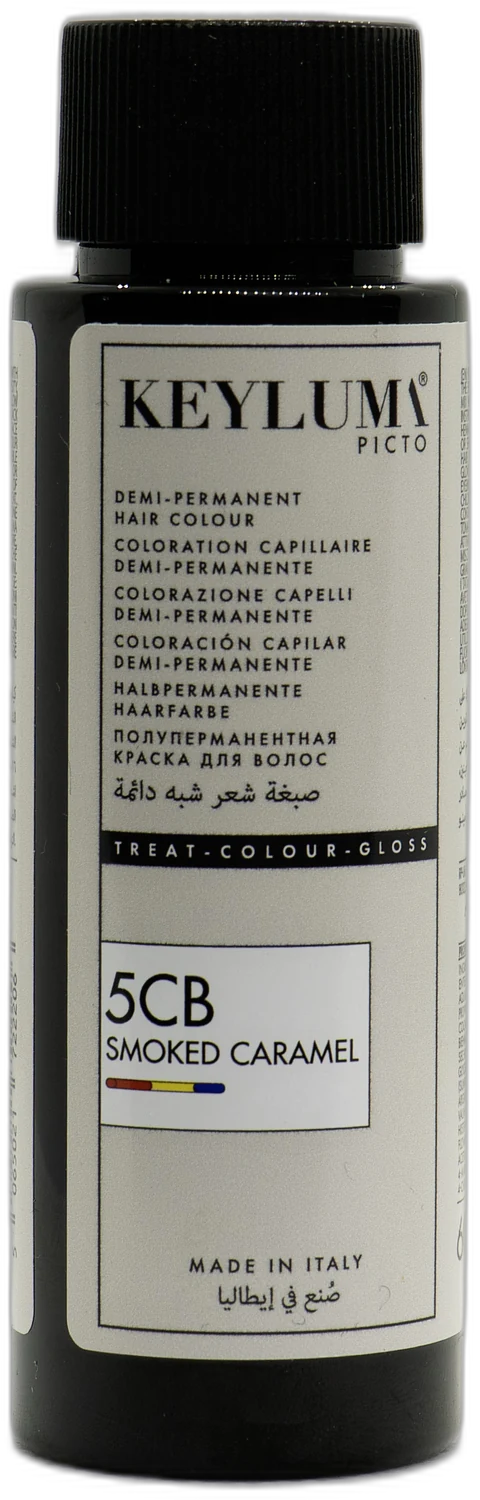 KEYLUMA®
PICTO
DEMI-PERMANENT
HAIR COLOUR
COLORATION CAPILLAIRE
DEMI-PERMANENTE
COLORAZIONE CAPELLI
DEMI-PERMANENTE
COLORACIÓN CAPILAR
DEMI-PERMANENTE
HALBPERMANENTE
HAARFARBE
ПОЛУПЕРМАНЕНТНАЯ
КРАСКА ДЛЯ ВОЛОС
صبغة شعر شبه دائمة
TREAT-COLOUR-GLOSS
5CB
SMOKED CARAMEL
MADE IN ITALY
صُنع في إيطاليا